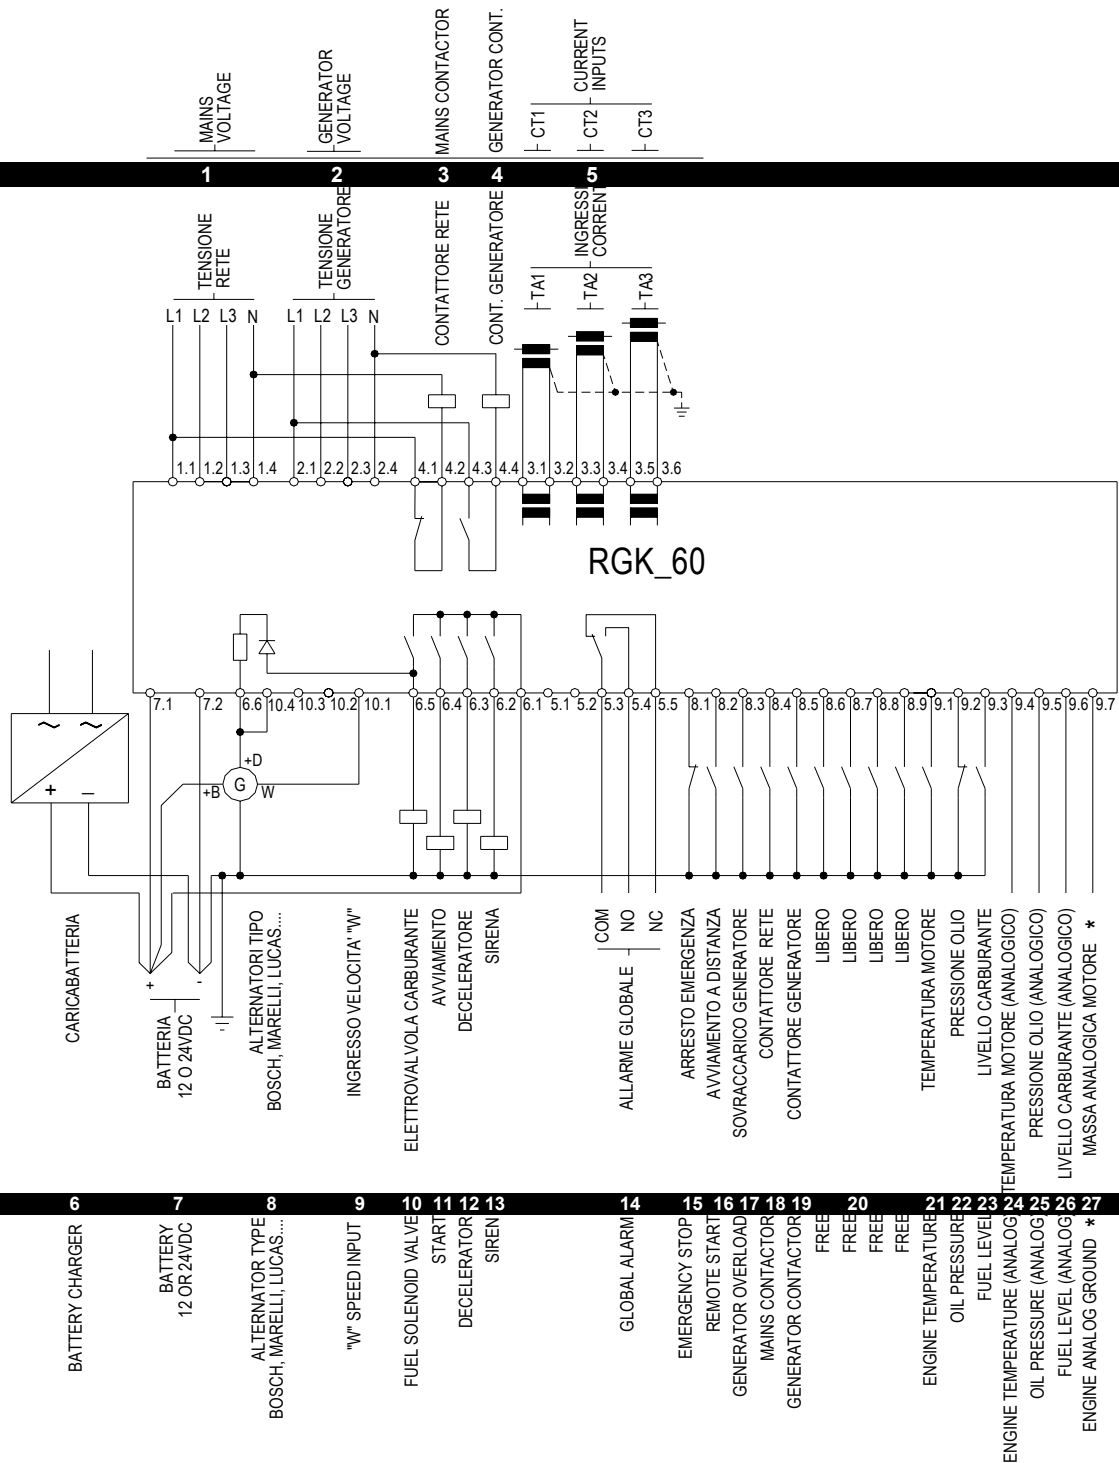 MAINS
VOLTAGE
GENERATOR
VOLTAGE
MAINS CONTACTOR
GENERATOR CONT.
CURRENT
INPUTS
CT1
CT2
CT3
1
2
3
4
5
TENSIONE
RETE
TENSIONE
GENERATORE
CONTATTORE RETE
CONT. GENERATORE
INGRESSI
CORRENT
TA1
TA2
TA3
L1 L2 L3 N
L1 L2 L3 N
1.1 1.2 1.3 1.4
2.1 2.2 2.3 2.4
4.1 4.2 4.3 4.4
3.1 3.2 3.3 3.4 3.5 3.6
RGK_60
7.1 7.2 6.6 10.4 10.3 10.2 10.1
6.5 6.4 6.3 6.2 6.1 5.1 5.2 5.3 5.4 5.5
8.1 8.2 8.3 8.4 8.5 8.6 8.7 8.8 8.9
9.1 9.2 9.3 9.4 9.5 9.6 9.7
~ ~
+ –
+D
+B
G
W
+ -
CARICABATTERIA
BATTERIA
12 O 24VDC
ALTERNATORI TIPO
BOSCH, MARELLI, LUCAS....
INGRESSO VELOCITA' "W"
ELETTROVALVOLA CARBURANTE
AVVIAMENTO
DECELERATORE
SIRENA
COM
NO
NC
ALLARME GLOBALE
ARRESTO EMERGENZA
AVVIAMENTO A DISTANZA
SOVRACCARICO GENERATORE
CONTATTORE RETE
CONTATTORE GENERATORE
LIBERO
LIBERO
LIBERO
LIBERO
TEMPERATURA MOTORE
PRESSIONE OLIO
LIVELLO CARBURANTE
TEMPERATURA MOTORE (ANALOGICO)
PRESSIONE OLIO (ANALOGICO)
LIVELLO CARBURANTE (ANALOGICO)
MASSA ANALOGICA MOTORE *
6
7
8
9
10
11
12
13
14
15
16
17
18
19
20
21
22
23
24
25
26
27
BATTERY CHARGER
BATTERY
12 OR 24VDC
ALTERNATOR TYPE
BOSCH, MARELLI, LUCAS....
"W" SPEED INPUT
FUEL SOLENOID VALVE
START
DECELERATOR
SIREN
GLOBAL ALARM
EMERGENCY STOP
REMOTE START
GENERATOR OVERLOAD
MAINS CONTACTOR
GENERATOR CONTACTOR
FREE
FREE
FREE
FREE
ENGINE TEMPERATURE
OIL PRESSURE
FUEL LEVEL
ENGINE TEMPERATURE (ANALOG
OIL PRESSURE (ANALOG
FUEL LEVEL (ANALOG
ENGINE ANALOG GROUND *